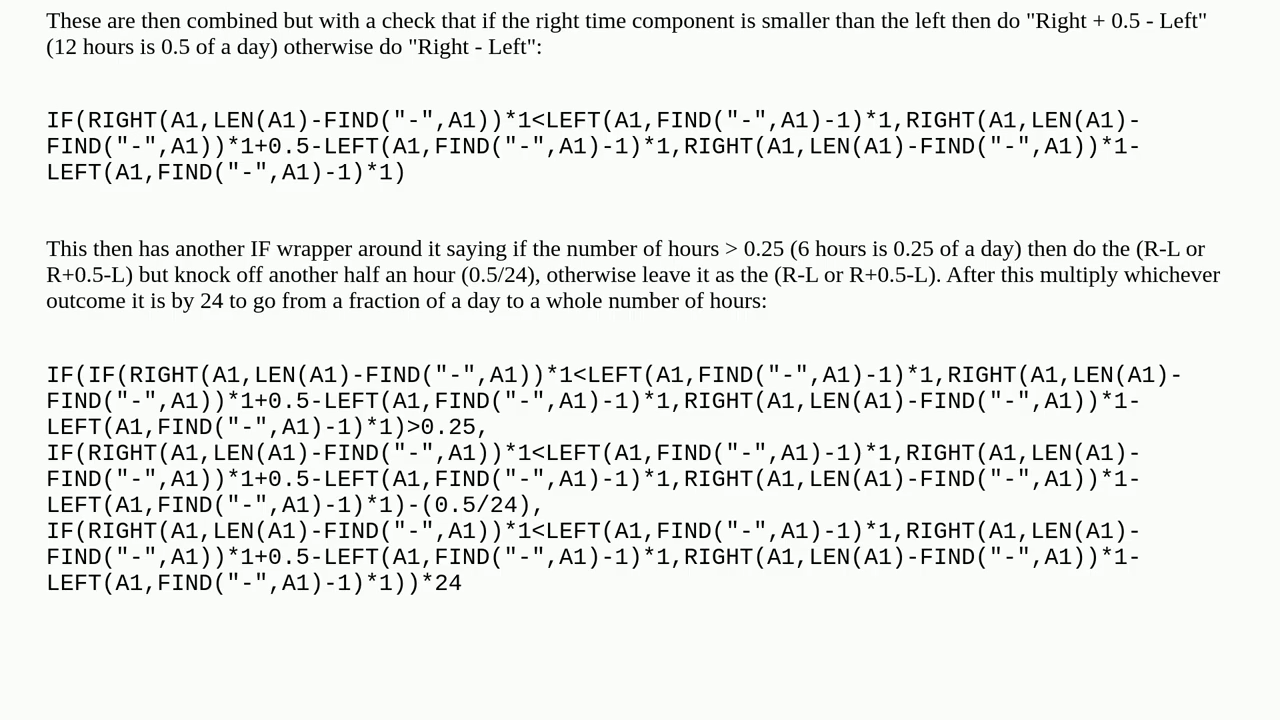 These are then combined but with a check that if the right time component is smaller than the left then do "Right + 0.5 - Left"
(12 hours is 0.5 of a day) otherwise do "Right - Left":
IF(RIGHT(A1,LEN(A1)-FIND("-",A1))*1<LEFT(A1,FIND("-",A1)-1)*1,RIGHT(A1,LEN(A1)-
FIND("-",A1))*1+0.5-LEFT(A1,FIND("-",A1)-1)*1,RIGHT(A1,LEN(A1)-FIND("-",A1))*1-
LEFT(A1,FIND("-",A1)-1)*1)
This then has another IF wrapper around it saying if the number of hours > 0.25 (6 hours is 0.25 of a day) then do the (R-L or
R+0.5-L) but knock off another half an hour (0.5/24), otherwise leave it as the (R-L or R+0.5-L). After this multiply whichever
outcome it is by 24 to go from a fraction of a day to a whole number of hours:
IF(IF(RIGHT(A1,LEN(A1)-FIND("-",A1))*1<LEFT(A1,FIND("-",A1)-1)*1,RIGHT(A1,LEN(A1)-
FIND("-",A1))*1+0.5-LEFT(A1,FIND("-",A1)-1)*1,RIGHT(A1,LEN(A1)-FIND("-",A1))*1-
LEFT(A1,FIND("-",A1)-1)*1)>0.25,
IF(RIGHT(A1,LEN(A1)-FIND("-",A1))*1<LEFT(A1,FIND("-",A1)-1)*1,RIGHT(A1,LEN(A1)-
FIND("-",A1))*1+0.5-LEFT(A1,FIND("-",A1)-1)*1,RIGHT(A1,LEN(A1)-FIND("-",A1))*1-
LEFT(A1,FIND("-",A1)-1)*1)-(0.5/24),
IF(RIGHT(A1,LEN(A1)-FIND("-",A1))*1<LEFT(A1,FIND("-",A1)-1)*1,RIGHT(A1,LEN(A1)-
FIND("-",A1))*1+0.5-LEFT(A1,FIND("-",A1)-1)*1,RIGHT(A1,LEN(A1)-FIND("-",A1))*1-
LEFT(A1,FIND("-",A1)-1)*1))*24